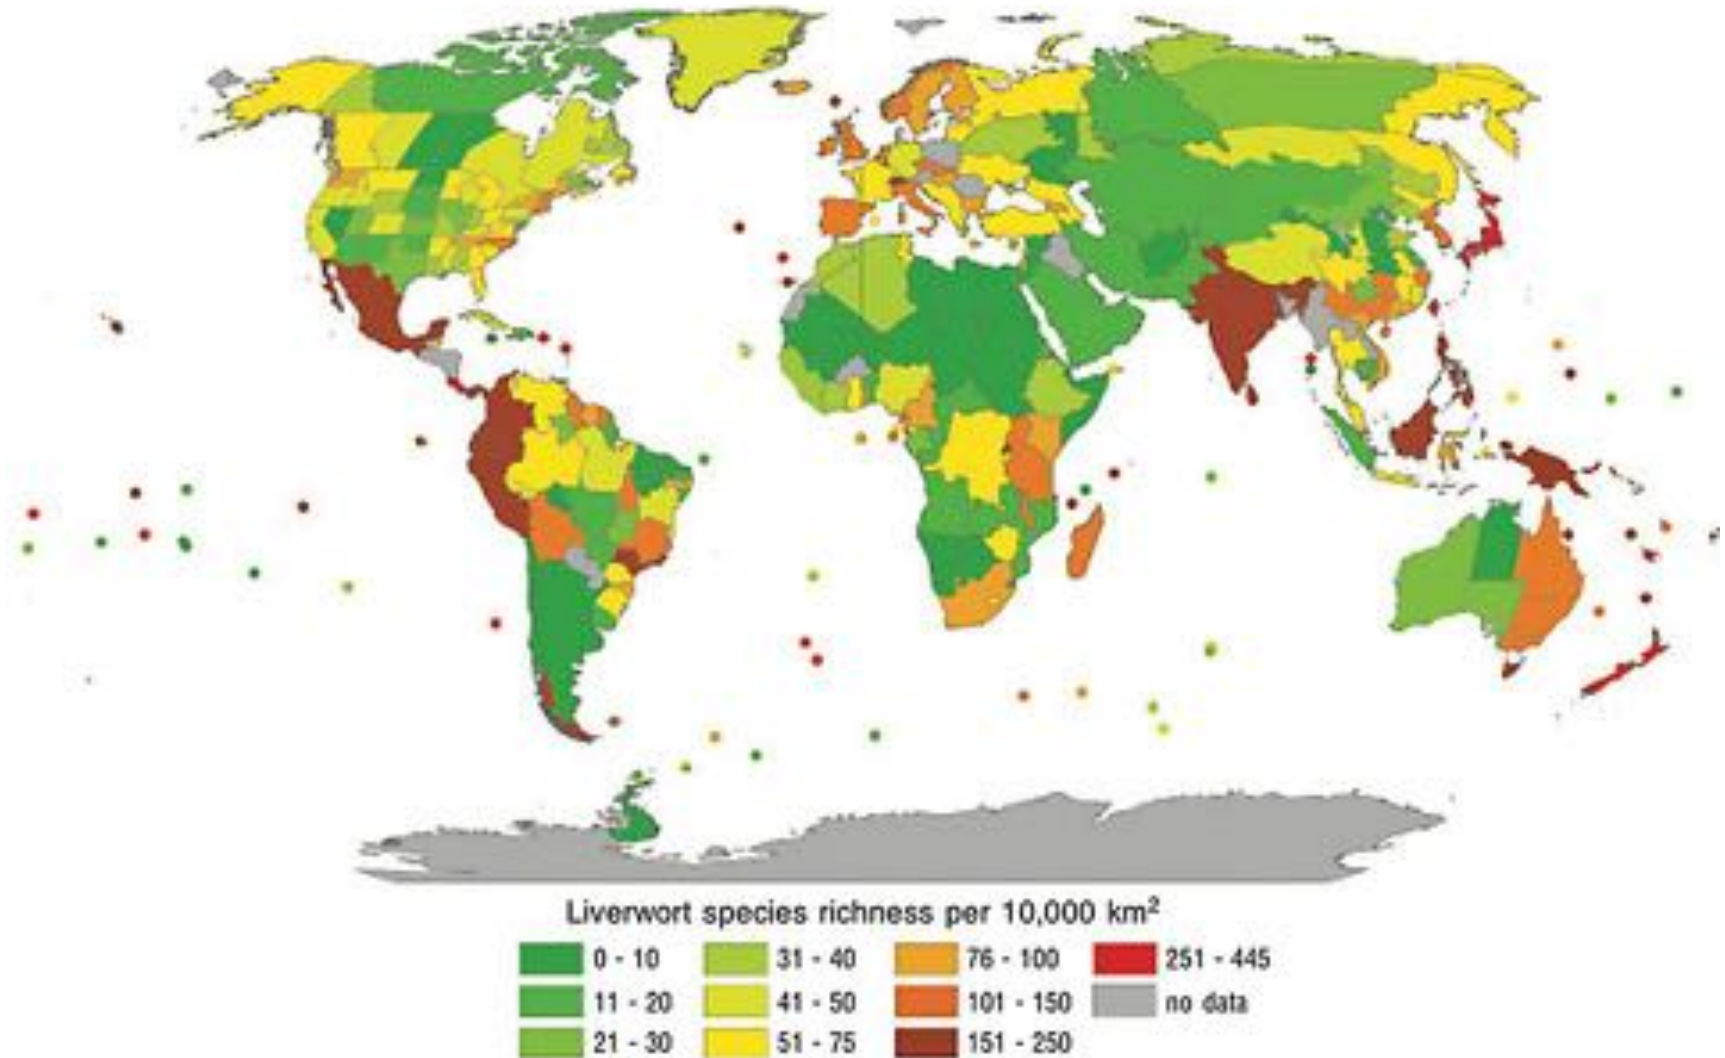 Liverwort species richness per 10,000 km²
0 - 10 31 - 40 76 - 100 251 - 445
11 - 20 41 - 50 101 - 150 no data
21 - 30 51 - 75 151 - 250